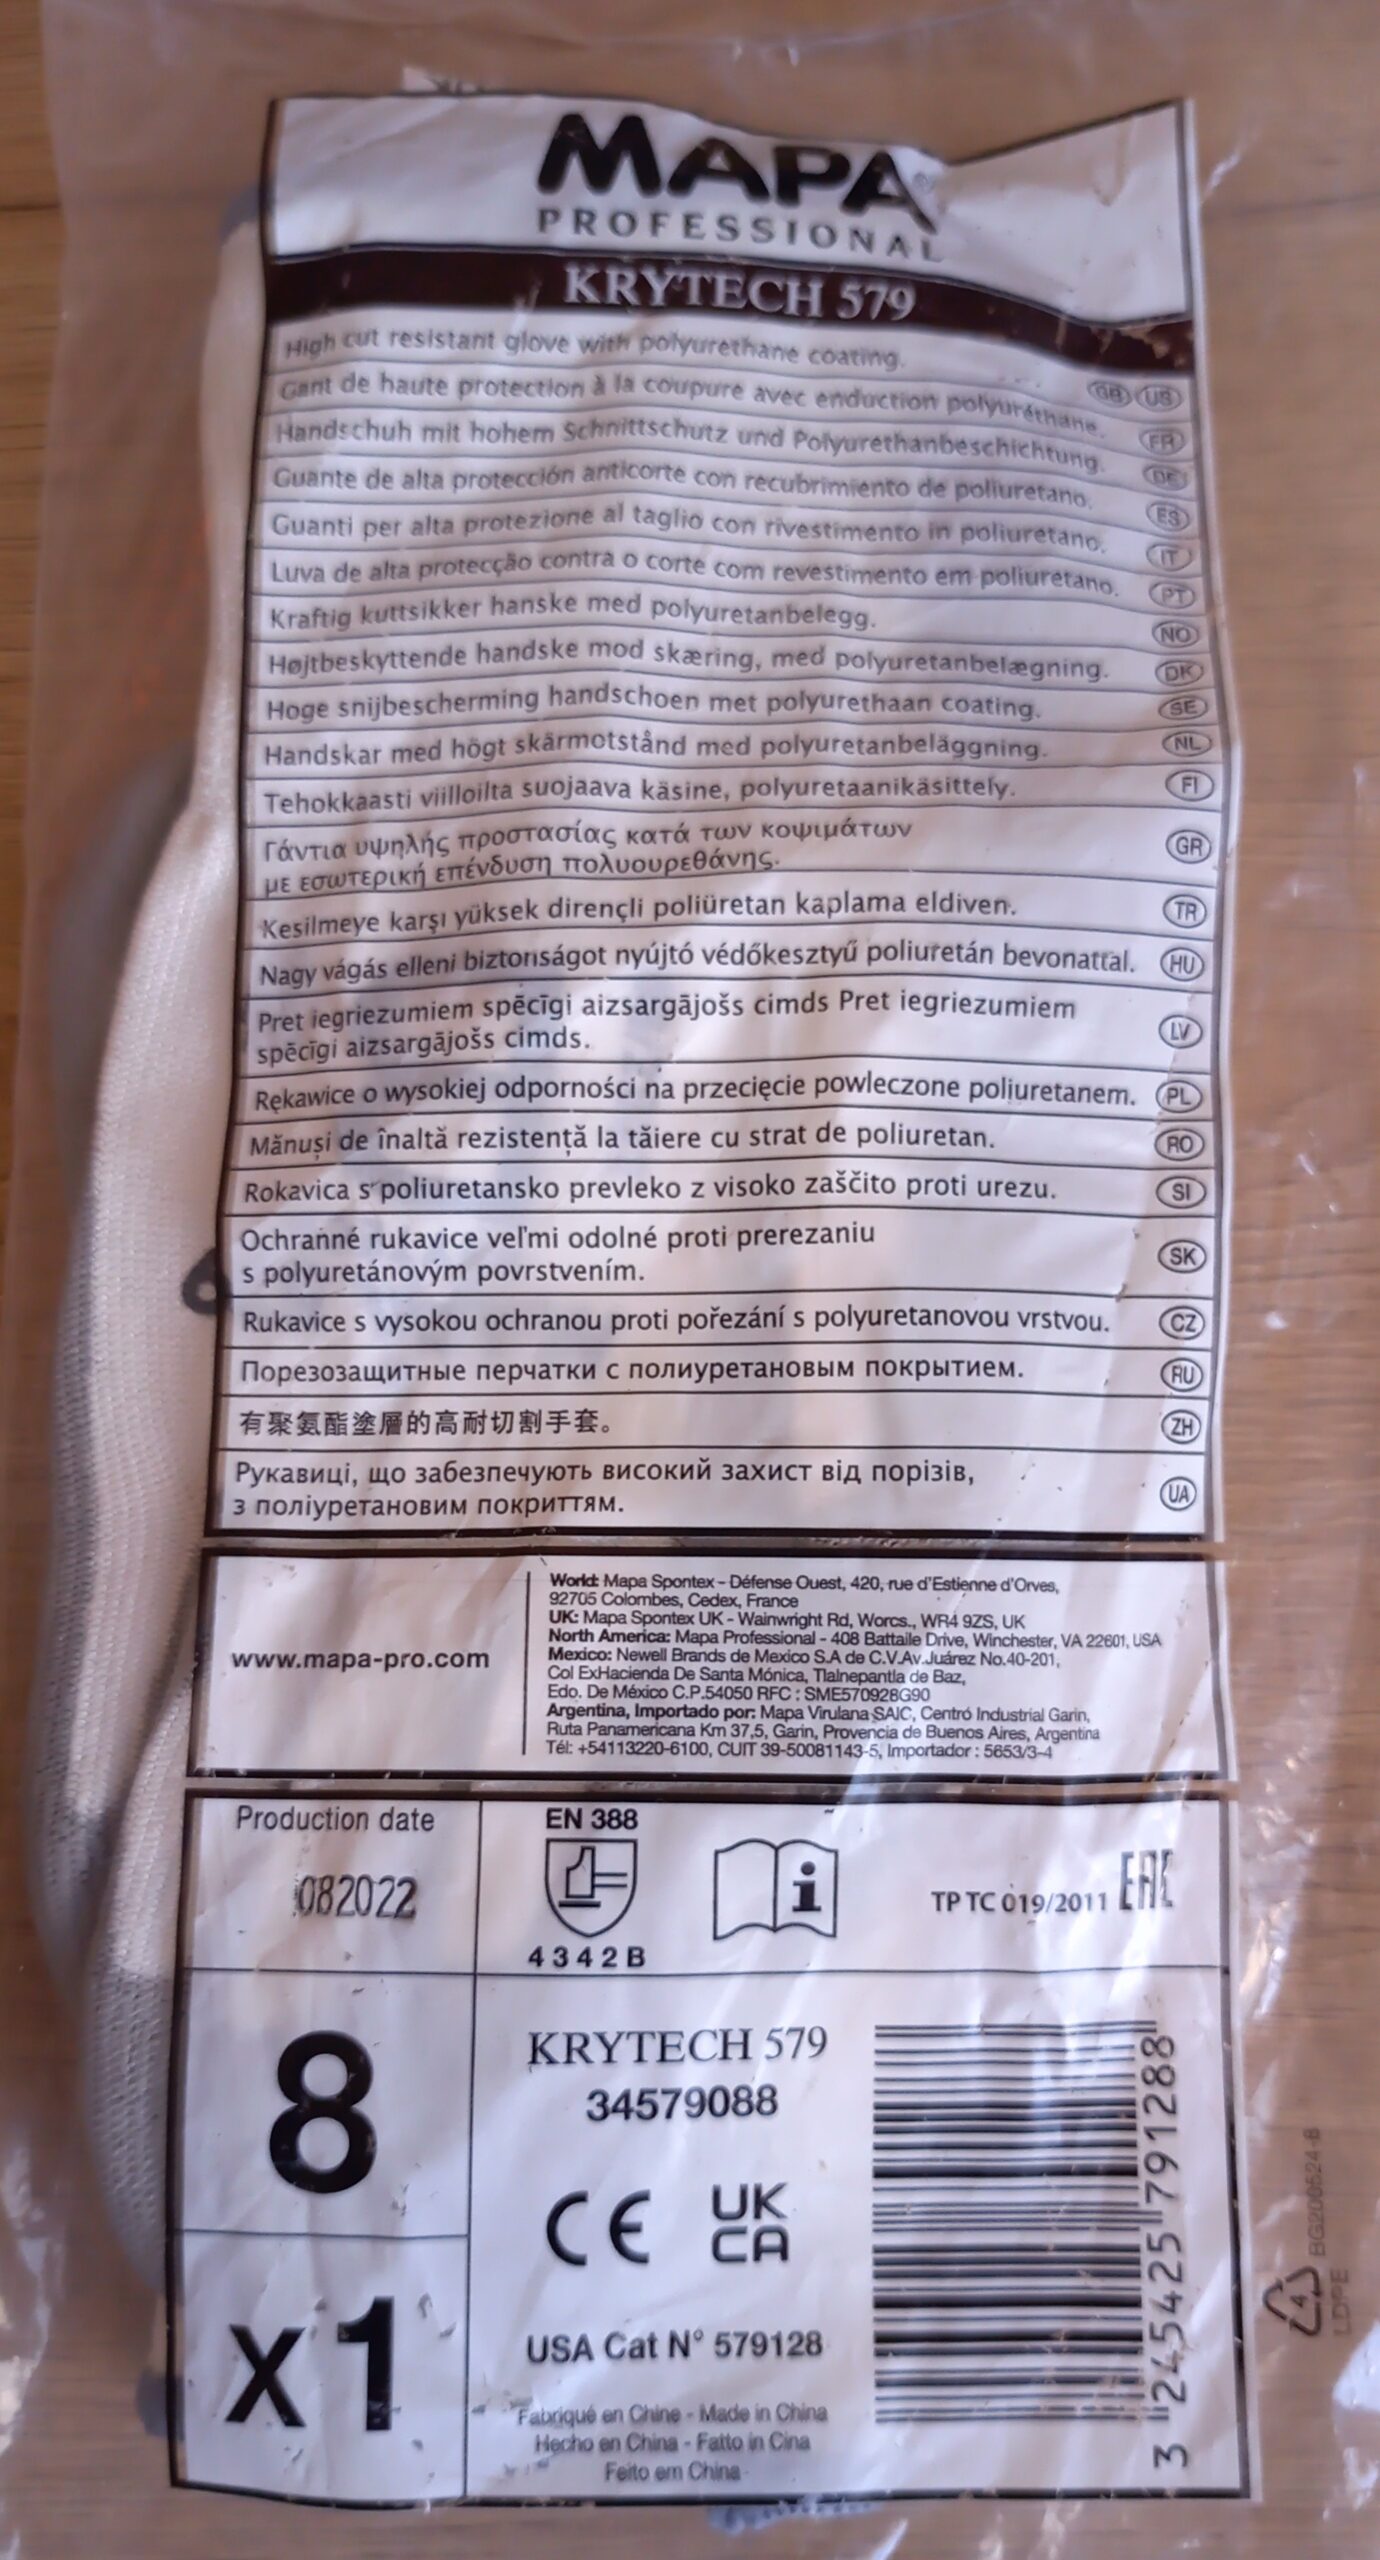 MAPA®
PROFESSIONAL
KRYTECH 579
High cut resistant glove with polyurethane coating. GB US
Gant de haute protection à la coupure avec enduction polyuréthane. FR
Handschuh mit hohem Schnittschutz und Polyurethanbeschichtung. DE
Guante de alta protección anticorte con recubrimiento de poliuretano. ES
Guanti per alta protezione al taglio con rivestimento in poliuretano. IT
Luva de alta protecção contra o corte com revestimento em poliuretano. PT
Kraftig kuttsikker hanske med polyuretanbelegg. NO
Højtbeskyttende handske mod skæring, med polyuretanbelægning. DK
Hoge snijbescherming handschoen met polyurethaan coating. SE
Handskar med högt skärmotstånd med polyuretanbeläggning. NL
Tehokkaasti viilloilta suojaava käsine, polyuretaanikäsittely. FI
Γάντια υψηλής προστασίας κατά των κοψιμάτων
με εσωτερική επένδυση πολυουρεθάνης. GR
Kesilmeye karşı yüksek dirençli poliüretan kaplama eldiven. TR
Nagy vágás elleni biztonságot nyújtó védőkesztyű poliuretán bevonattal. HU
Pret iegriezumiem spēcīgi aizsargājošs cimds Pret iegriezumiem
spēcīgi aizsargājošs cimds. LV
Rękawice o wysokiej odporności na przecięcie powleczone poliuretanem. PL
Mănuși de înaltă rezistență la tăiere cu strat de poliuretan. RO
Rokavica s poliuretansko prevleko z visoko zaščito proti urezu. SI
Ochranné rukavice veľmi odolné proti prerezaniu
s polyuretánovým povrstvením. SK
Rukavice s vysokou ochranou proti pořezání s polyuretanovou vrstvou. CZ
Порезозащитные перчатки с полиуретановым покрытием. RU
有聚氨酯塗層的高耐切割手套。 ZH
Рукавиці, що забезпечують високий захист від порізів,
з поліуретановим покриттям. UA
www.mapa-pro.com
World: Mapa Spontex – Défense Ouest, 420, rue d'Estienne d'Orves,
92705 Colombes, Cedex, France
UK: Mapa Spontex UK - Wainwright Rd, Worcs., WR4 9ZS, UK
North America: Mapa Professional - 408 Battaile Drive, Winchester, VA 22601, USA
Mexico: Newell Brands de Mexico S.A de C.V.Av.Juárez No.40-201,
Col ExHacienda De Santa Mónica, Tlalnepantla de Baz,
Edo. De México C.P.54050 RFC : SME570928G90
Argentina, Importado por: Mapa Virulana SAIC, Centró Industrial Garin,
Ruta Panamericana Km 37,5, Garin, Provencia de Buenos Aires, Argentina
Tél: +54113220-6100, CUIT 39-50081143-5, Importador : 5653/3-4
Production date
082022
EN 388
4342B
i
TP TC 019/2011 EAC
8
x1
KRYTECH 579
34579088
CE UKCA
USA Cat N° 579128
Fabriqué en Chine - Made in China
Hecho en China - Fatto in Cina
Feito em China
3 245425 791288
4
LDPE
BG200524-B